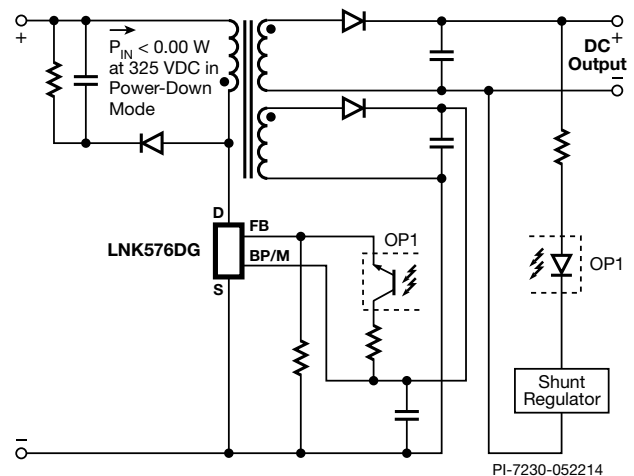 +
P_IN < 0.00 W
at 325 VDC in
Power-Down
Mode
+
DC
Output
–
D
FB
LNK576DG
BP/M
S
OP1
OP1
Shunt
Regulator
–
PI-7230-052214